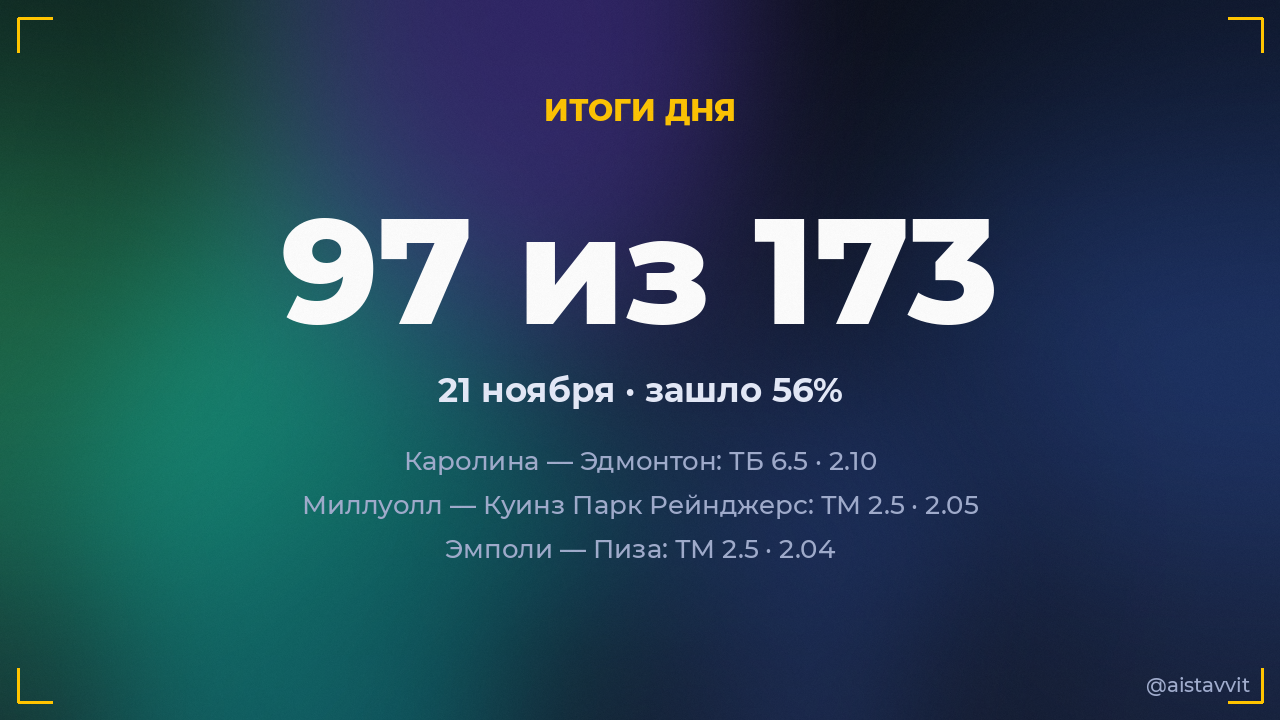 ИТОГИ ДНЯ
97 из 173
21 ноября · зашло 56%
Каролина — Эдмонтон: ТБ 6.5 · 2.10
Миллуолл — Куинз Парк Рейнджерс: ТМ 2.5 · 2.05
Эмполи — Пиза: ТМ 2.5 · 2.04
@aistavvit